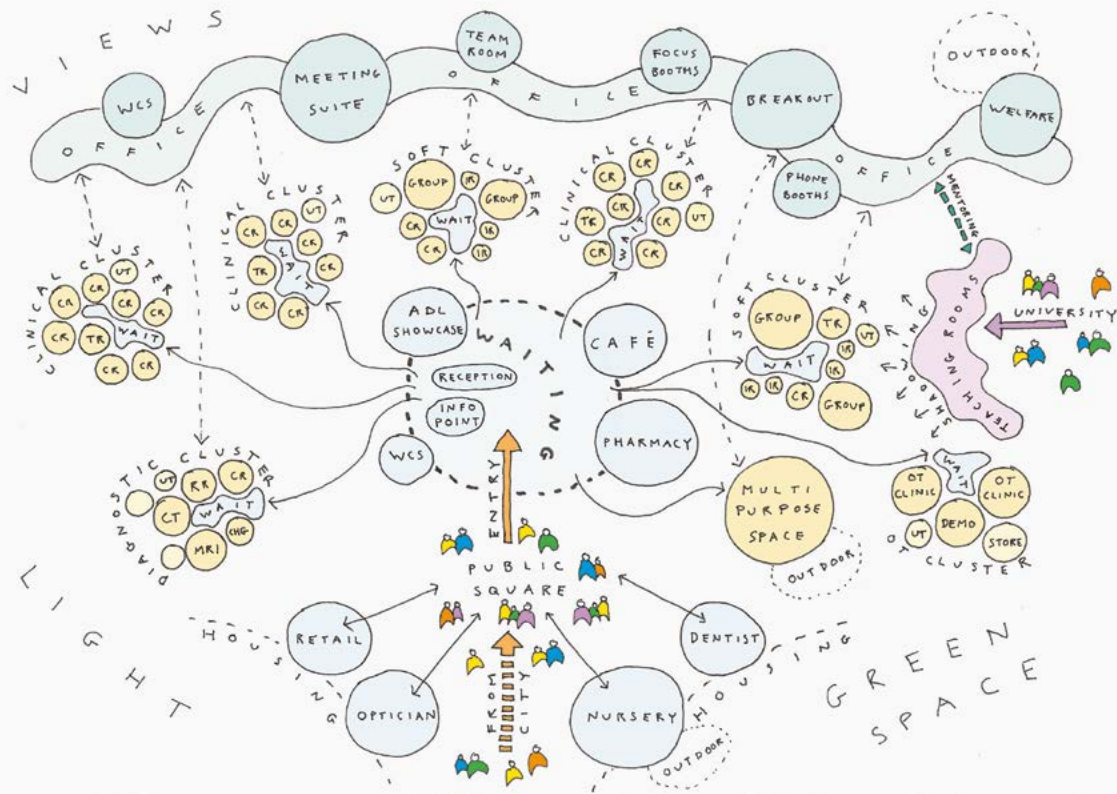 VIEWS
WCS
OFFICE
MEETING
SUITE
TEAM
ROOM
OFFICE
FOCUS
BOOTHS
BREAKOUT
OFFICE
PHONE
BOOTHS
OUTDOOR
WELFARE
MENTORING
CLINICAL CLUSTER
CR
UT
CR
CR
CR
CR
TR
WAIT
CR
CR
CLINICAL CLUSTER
UT
CR
CR
CR
TR
WAIT
CR
CR
CR
SOFT CLUSTER
UT
GROUP
IR
GROUP
WAIT
CR
CR
IR
IR
CLINICAL CLUSTER
CR
CR
CR
CR
CR
TR
CR
UT
WAIT
CR
CR
SOFT CLUSTER
GROUP
TR
UT
WAIT
IR
IR
IR
IR
CR
GROUP
SHADOWING
TEACHING ROOMS
UNIVERSITY
ADL
SHOWCASE
WAITING
CAFÉ
RECEPTION
INFO
POINT
WCS
PHARMACY
ENTRY
DIAGNOSTIC CLUSTER
UT
RR
CR
CT
WAIT
CHG
MRI
MULTI
PURPOSE
SPACE
OUTDOOR
WAIT
OT
CLINIC
OT
CLINIC
UT
DEMO
STORE
OT CLUSTER
PUBLIC
SQUARE
RETAIL
OPTICIAN
FROM CITY
NURSERY
DENTIST
HOUSING
HOUSING
OUTDOOR
LIGHT
GREEN
SPACE